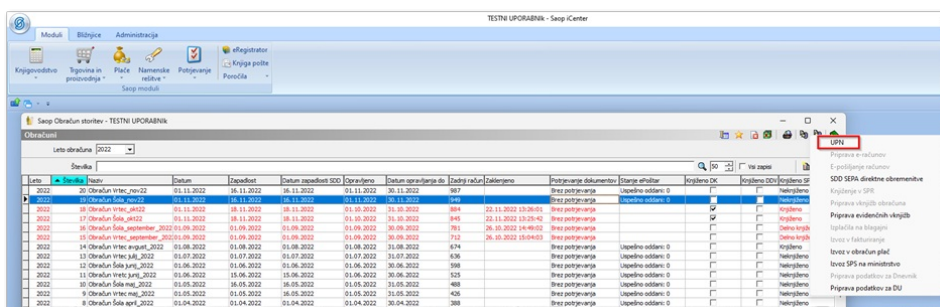 TESTNI UPORABNIk - Saop iCenter
Moduli Bližnjice Administracija
Knjigovodstvo Trgovina in proizvodnja Plače Namenske rešitve Potrjevanje
eRegistrator
Knjiga pošte
Poročila
Saop moduli
Saop Obračun storitev - TESTNI UPORABNIk
Obračuni
Leto obračuna 2022
Številka 50 Vsi zapisi
Leto Številka Naziv Datum Zapadlost Datum zapadlosti SDD Opravljeno Datum opravljanja do Zadnji račun Zaklenjeno Potrjevanje dokumentov Stanje ePoštar Knjiženo DK Knjiženo DDV Knjiženo SF
2022 20 Obračun Vrtec_nov22 01.11.2022 16.11.2022 16.11.2022 01.11.2022 30.11.2022 987 Brez potrjevanja Uspešno oddani: 0 Neknjiženo
2022 19 Obračun Šola_nov22 01.11.2022 16.11.2022 16.11.2022 01.11.2022 30.11.2022 949 Brez potrjevanja Uspešno oddani: 0 Neknjiženo
2022 18 Obračun Vrtec_okt22 01.11.2022 18.11.2022 18.11.2022 01.10.2022 31.10.2022 884 22.11.2022 13:26:01 Brez potrjevanja Knjiženo
2022 17 Obračun Šola_okt22 01.11.2022 18.11.2022 18.11.2022 01.10.2022 31.10.2022 845 22.11.2022 13:25:42 Brez potrjevanja Knjiženo
2022 16 Obračun Šola_september_2022 01.09.2022 01.09.2022 01.09.2022 01.09.2022 30.09.2022 781 26.10.2022 14:48:02 Brez potrjevanja Delno knjiž
2022 15 Obračun Vrtec_september_2022 01.09.2022 01.09.2022 01.09.2022 01.09.2022 30.09.2022 712 26.10.2022 15:04:03 Brez potrjevanja Delno knjiž
2022 14 Obračun Vrtec avgust_2022 01.08.2022 01.08.2022 01.08.2022 01.08.2022 31.08.2022 674 Brez potrjevanja Uspešno oddani: 0 Knjiženo
2022 13 Obračun Vrtec julij_2022 01.07.2022 01.07.2022 01.07.2022 01.07.2022 31.07.2022 636 Brez potrjevanja Uspešno oddani: 0 Neknjiženo
2022 12 Obračun Šola junij_2022 01.06.2022 01.06.2022 01.06.2022 01.06.2022 30.06.2022 598 Brez potrjevanja Uspešno oddani: 0 Neknjiženo
2022 11 Obračun Vrtec junij_2022 01.06.2022 15.06.2022 15.06.2022 01.06.2022 30.06.2022 525 Brez potrjevanja Neknjiženo
2022 10 Obračun Šola maj_2022 01.05.2022 16.05.2022 16.05.2022 01.05.2022 31.05.2022 488 Brez potrjevanja Uspešno oddani: 0 Neknjiženo
2022 9 Obračun Vrtec maj_2022 01.05.2022 16.05.2022 16.05.2022 01.05.2022 31.05.2022 426 Brez potrjevanja Uspešno oddani: 0 Neknjiženo
2022 8 Obračun Šola april_2022 01.04.2022 01.04.2022 01.04.2022 01.04.2022 30.04.2022 388 Brez potrjevanja Uspešno oddani: 0 Neknjiženo
UPN
Priprava e-računov
E-pošiljanje računov
SDD SEPA direktne obremenitve
Knjiženje v SPR
Priprava vknjižb obračuna
Priprava evidenčnih vknjižb
Izplačila na blagajni
Izvoz v fakturiranje
Izvoz v obračun plač
Izvoz SPS na ministrstvo
Priprava podatkov za Dnevnik
Priprava podatkov za DU